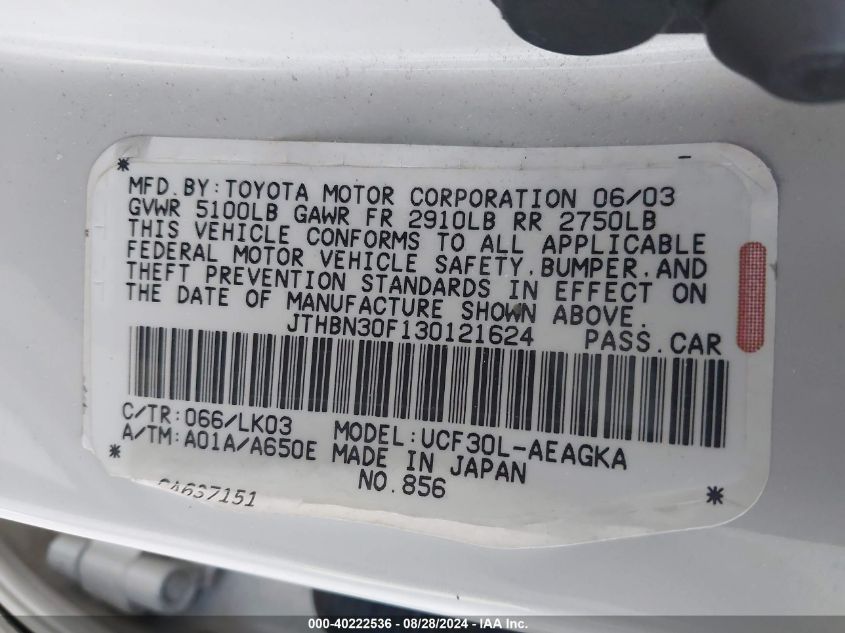 MFD.BY:TOYOTA MOTOR CORPORATION 06/03
GVWR 5100LB GAWR FR 2910LB RR 2750LB
THIS VEHICLE CONFORMS TO ALL APPLICABLE
FEDERAL MOTOR VEHICLE SAFETY,BUMPER,AND
THEFT PREVENTION STANDARDS IN EFFECT ON
THE DATE OF MANUFACTURE SHOWN ABOVE.
JTHBN30F130121624 PASS.CAR
C/TR:066/LK03 MODEL:UCF30L-AEAGKA
A/TM:A01A/A650E MADE IN JAPAN
NO.856
000-40222536 - 08/28/2024 - IAA Inc.